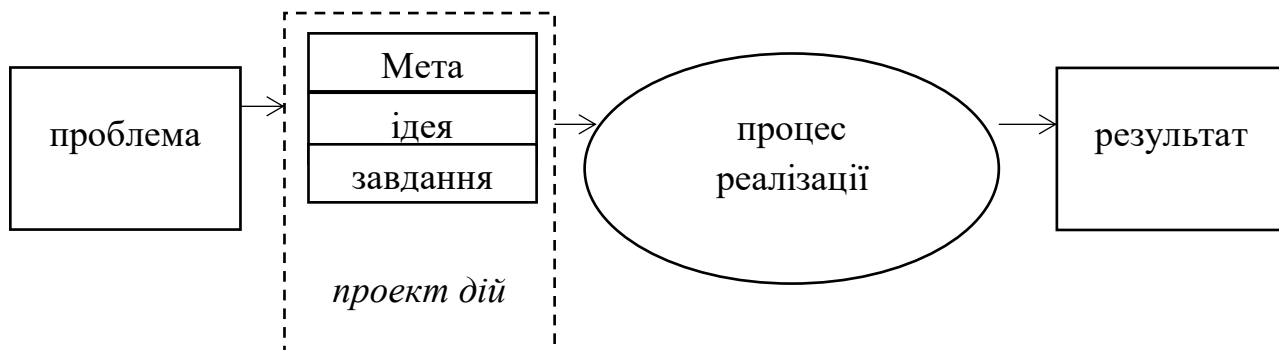 проблема
Мета
ідея
завдання
проект дій
процес
реалізації
результат